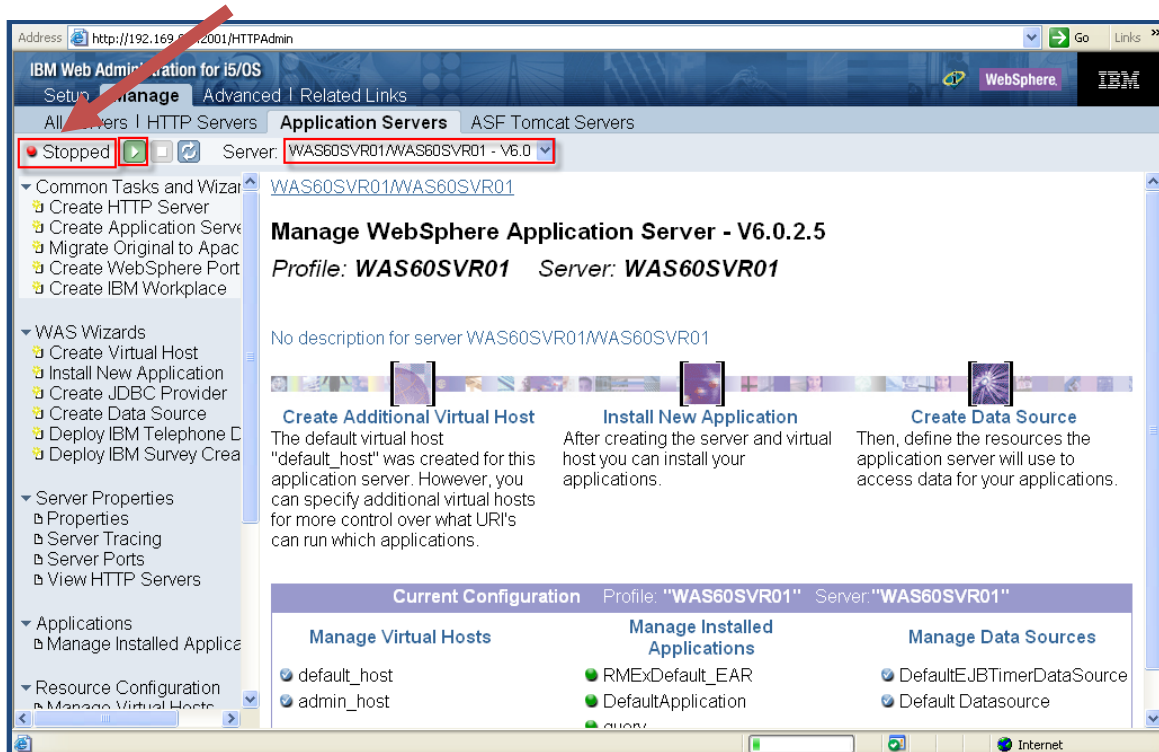 Address http://192.169. 2001/HTTPAdmin Go Links »
IBM Web Administration for i5/OS
WebSphere. IBM
Setup Manage Advanced | Related Links
All Servers | HTTP Servers Application Servers ASF Tomcat Servers
Stopped Server: WAS60SVR01/WAS60SVR01 - V6.0
Common Tasks and Wizar
Create HTTP Server
Create Application Serve
Migrate Original to Apac
Create WebSphere Port
Create IBM Workplace
WAS Wizards
Create Virtual Host
Install New Application
Create JDBC Provider
Create Data Source
Deploy IBM Telephone D
Deploy IBM Survey Crea
Server Properties
Properties
Server Tracing
Server Ports
View HTTP Servers
Applications
Manage Installed Applica
Resource Configuration
Manage Virtual Hosts
WAS60SVR01/WAS60SVR01
Manage WebSphere Application Server - V6.0.2.5
Profile: WAS60SVR01 Server: WAS60SVR01
No description for server WAS60SVR01/WAS60SVR01
Create Additional Virtual Host
The default virtual host
"default_host" was created for this
application server. However, you
can specify additional virtual hosts
for more control over what URI's
can run which applications.
Install New Application
After creating the server and virtual
host you can install your
applications.
Create Data Source
Then, define the resources the
application server will use to
access data for your applications.
Current Configuration Profile: "WAS60SVR01" Server:"WAS60SVR01"
Manage Virtual Hosts
default_host
admin_host
Manage Installed
Applications
RMExDefault_EAR
DefaultApplication
query
Manage Data Sources
DefaultEJBTimerDataSource
Default Datasource
Internet